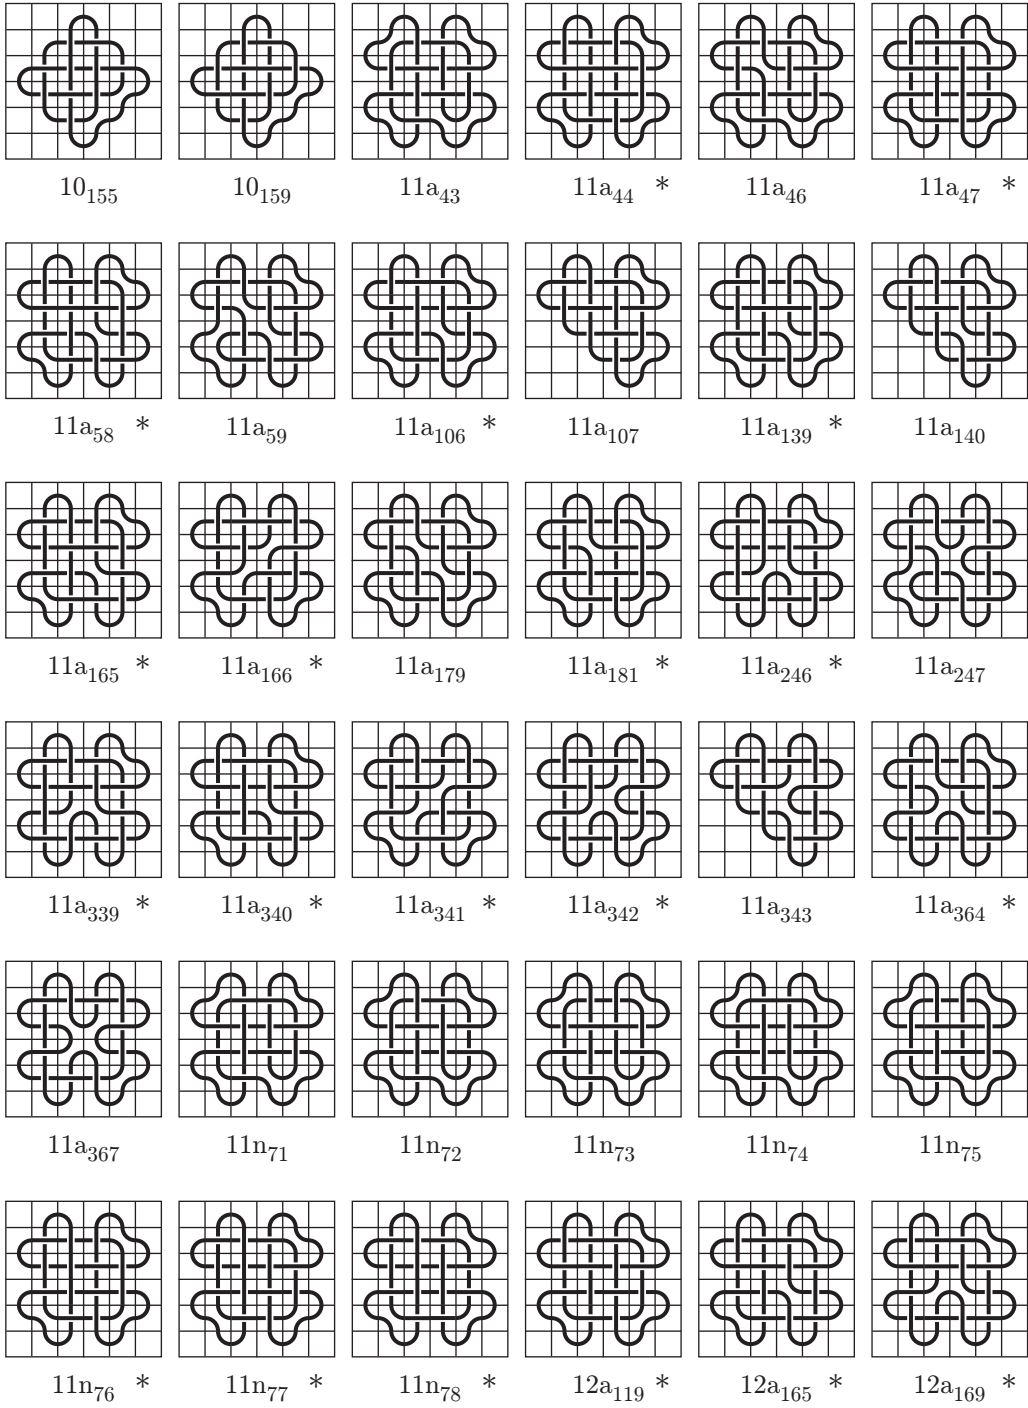 10₁₅₅ 10₁₅₉ 11a₄₃ 11a₄₄ * 11a₄₆ 11a₄₇ *
11a₅₈ * 11a₅₉ 11a₁₀₆ * 11a₁₀₇ 11a₁₃₉ * 11a₁₄₀
11a₁₆₅ * 11a₁₆₆ * 11a₁₇₉ 11a₁₈₁ * 11a₂₄₆ * 11a₂₄₇
11a₃₃₉ * 11a₃₄₀ * 11a₃₄₁ * 11a₃₄₂ * 11a₃₄₃ 11a₃₆₄ *
11a₃₆₇ 11n₇₁ 11n₇₂ 11n₇₃ 11n₇₄ 11n₇₅
11n₇₆ * 11n₇₇ * 11n₇₈ * 12a₁₁₉ * 12a₁₆₅ * 12a₁₆₉ *